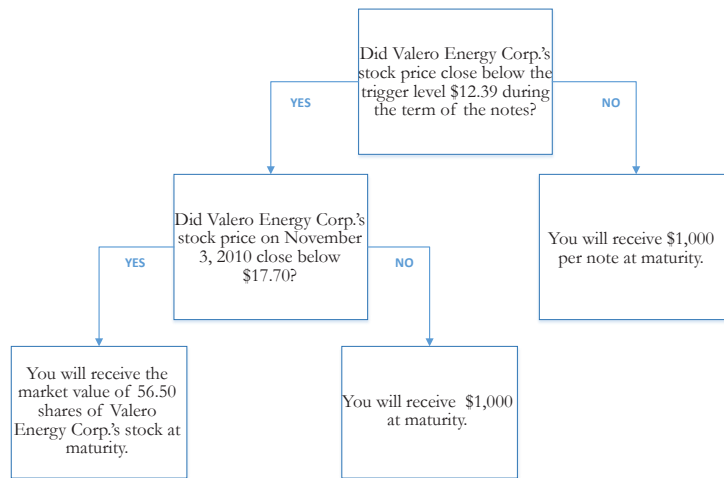 Did Valero Energy Corp.'s
stock price close below the
trigger level $12.39 during
the term of the notes?
YES
NO
Did Valero Energy Corp.'s
stock price on November
3, 2010 close below
$17.70?
You will receive $1,000
per note at maturity.
YES
NO
You will receive the
market value of 56.50
shares of Valero
Energy Corp.'s stock at
maturity.
You will receive $1,000
at maturity.